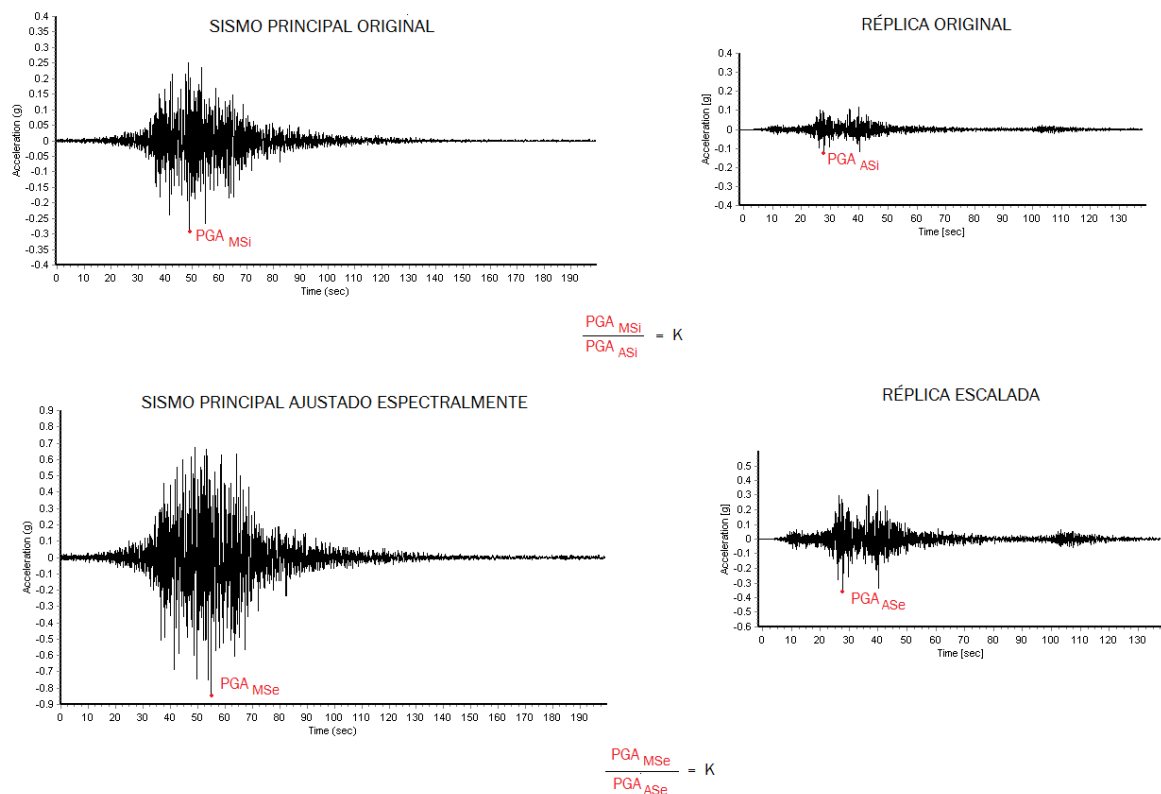 SISMO PRINCIPAL ORIGINAL
0.4
0.35
0.3
0.25
0.2
0.15
0.1
0.05
0
-0.05
-0.1
-0.15
-0.2
-0.25
-0.3
-0.35
-0.4
Acceleration (g)
PGA MSi
0 10 20 30 40 50 60 70 80 90 100 110 120 130 140 150 160 170 180 190
Time (sec)
RÉPLICA ORIGINAL
0.4
0.3
0.2
0.1
0
-0.1
-0.2
-0.3
-0.4
Acceleration [g]
PGA ASi
0 10 20 30 40 50 60 70 80 90 100 110 120 130
Time [sec]
PGA MSi
PGA ASi
= K
SISMO PRINCIPAL AJUSTADO ESPECTRALMENTE
0.9
0.8
0.7
0.6
0.5
0.4
0.3
0.2
0.1
0
-0.1
-0.2
-0.3
-0.4
-0.5
-0.6
-0.7
-0.8
-0.9
Acceleration (g)
PGA MSe
0 10 20 30 40 50 60 70 80 90 100 110 120 130 140 150 160 170 180 190
Time (sec)
RÉPLICA ESCALADA
0.5
0.4
0.3
0.2
0.1
0
-0.1
-0.2
-0.3
-0.4
-0.5
-0.6
Acceleration [g]
PGA ASe
0 10 20 30 40 50 60 70 80 90 100 110 120 130
Time [sec]
PGA MSe
PGA ASe
= K